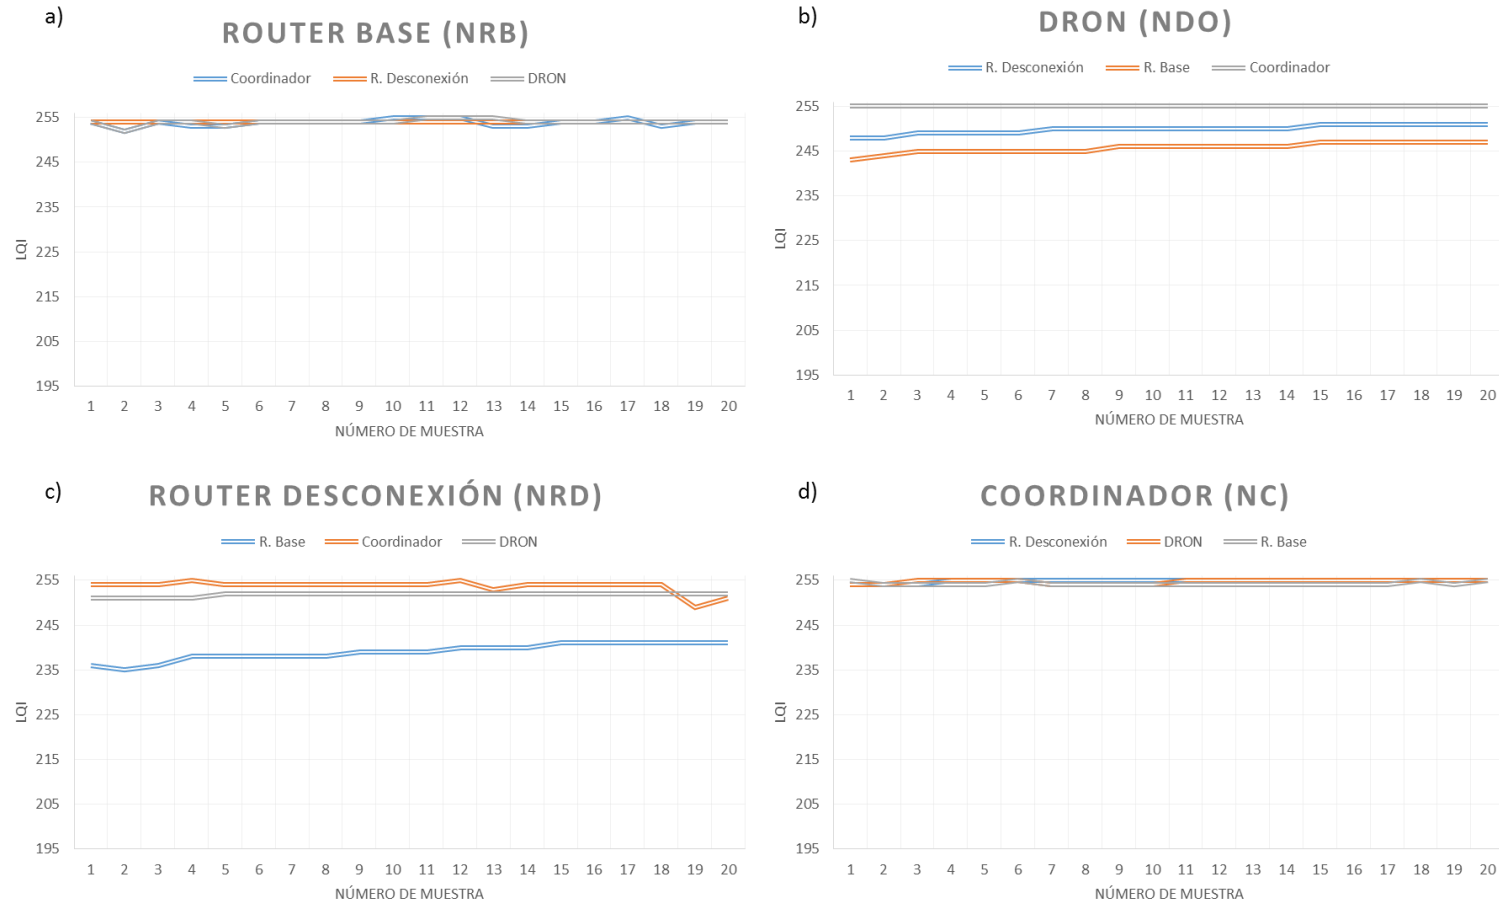 a)
ROUTER BASE (NRB)
Coordinador R. Desconexión DRON
255
245
235
225
215
205
195
LQI
1 2 3 4 5 6 7 8 9 10 11 12 13 14 15 16 17 18 19 20
NÚMERO DE MUESTRA
b)
DRON (NDO)
R. Desconexión R. Base Coordinador
255
245
235
225
215
205
195
LQI
1 2 3 4 5 6 7 8 9 10 11 12 13 14 15 16 17 18 19 20
NÚMERO DE MUESTRA
c)
ROUTER DESCONEXIÓN (NRD)
R. Base Coordinador DRON
255
245
235
225
215
205
195
LQI
1 2 3 4 5 6 7 8 9 10 11 12 13 14 15 16 17 18 19 20
NÚMERO DE MUESTRA
d)
COORDINADOR (NC)
R. Desconexión DRON R. Base
255
245
235
225
215
205
195
LQI
1 2 3 4 5 6 7 8 9 10 11 12 13 14 15 16 17 18 19 20
NÚMERO DE MUESTRA